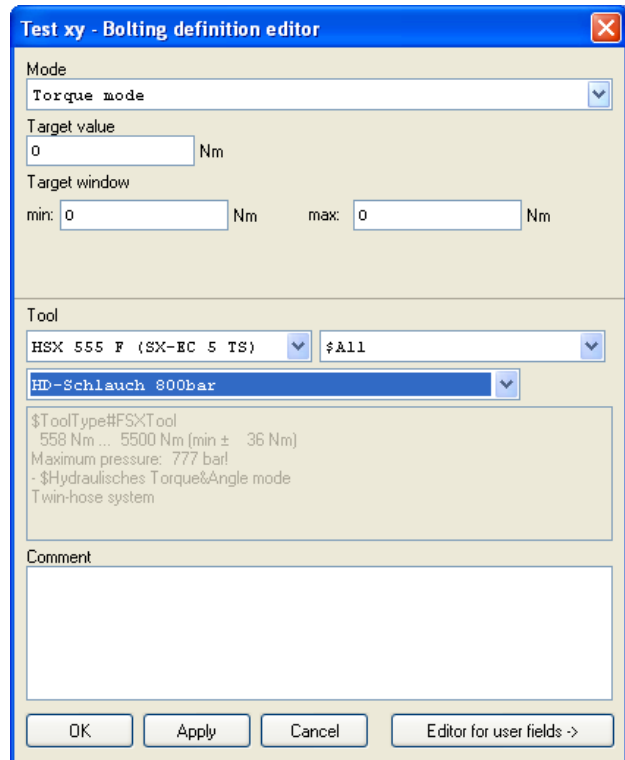 Test xy - Bolting definition editor
Mode
Torque mode
Target value
0 Nm
Target window
min: 0 Nm max: 0 Nm
Tool
HSX 555 F (SX-EC 5 TS) $All
HD-Schlauch 800bar
$ToolType#FSXTool
558 Nm ... 5500 Nm (min ± 36 Nm)
Maximum pressure: 777 bar!
- $Hydraulisches Torque&Angle mode
Twin-hose system
Comment
OK Apply Cancel Editor for user fields ->